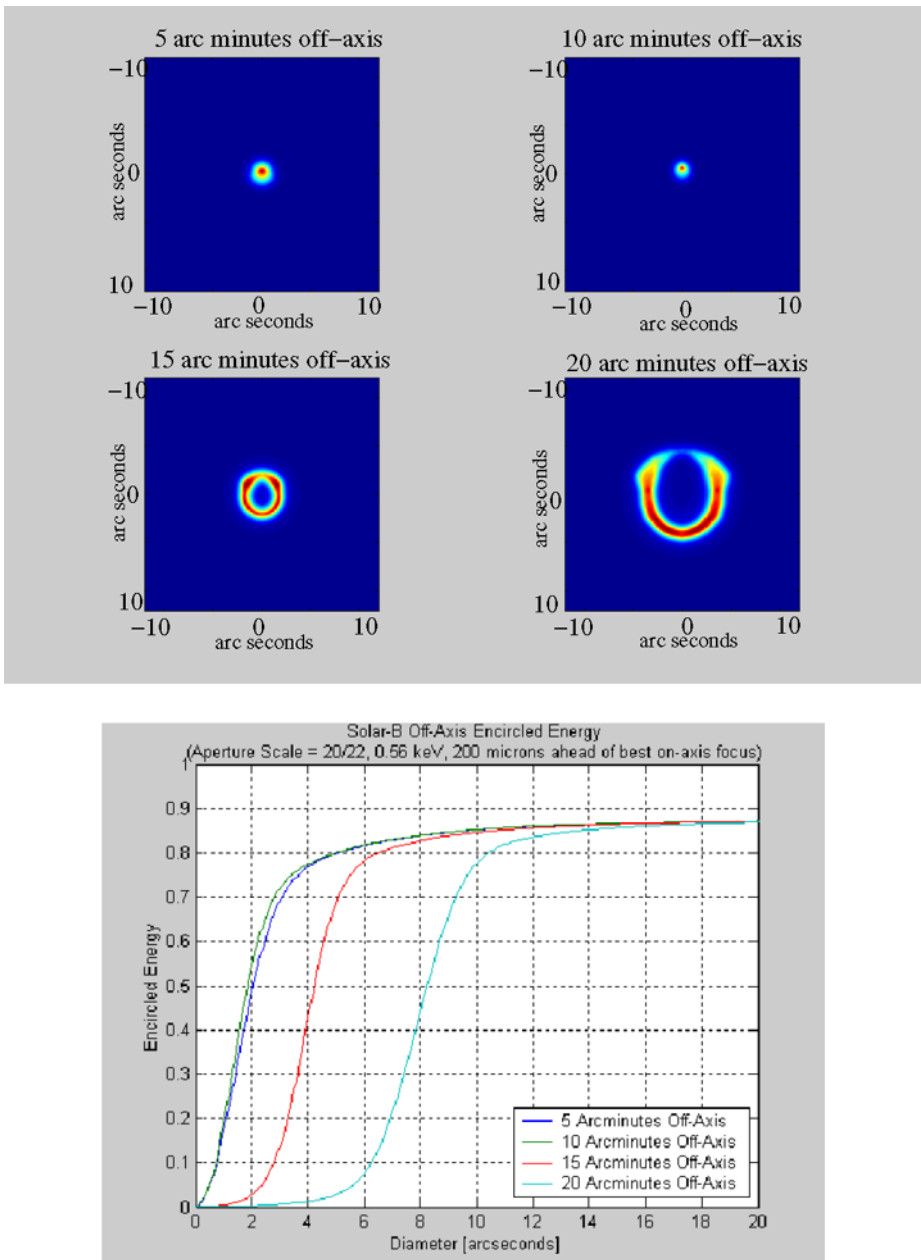 5 arc minutes off−axis
10 arc minutes off−axis
−10
0
10
arc seconds
−10
0
10
arc seconds
−10
0
10
arc seconds
−10
0
10
arc seconds
15 arc minutes off−axis
20 arc minutes off−axis
−10
0
10
arc seconds
−10
0
10
arc seconds
−10
0
10
arc seconds
−10
0
10
arc seconds
Solar-B Off-Axis Encircled Energy
(Aperture Scale = 20/22, 0.56 keV, 200 microns ahead of best on-axis focus)
1
0.9
0.8
0.7
0.6
0.5
0.4
0.3
0.2
0.1
0
Encircled Energy
5 Arcminutes Off-Axis
10 Arcminutes Off-Axis
15 Arcminutes Off-Axis
20 Arcminutes Off-Axis
0 2 4 6 8 10 12 14 16 18 20
Diameter [arcseconds]